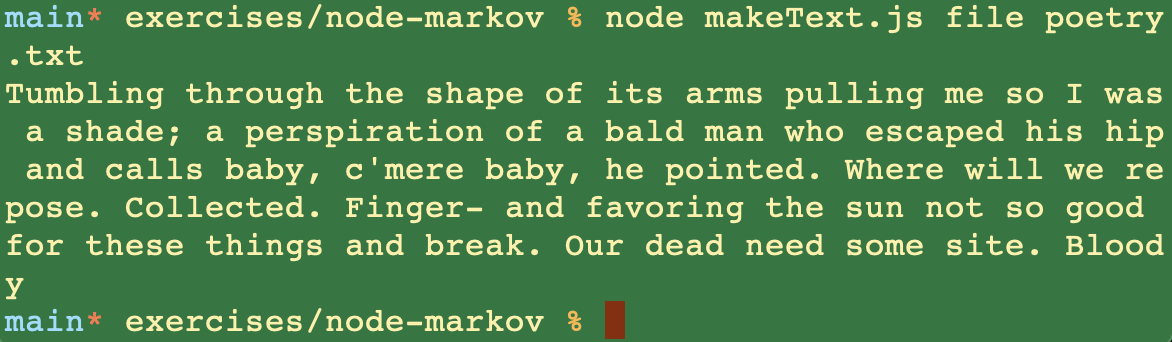 main* exercises/node-markov % node makeText.js file poetry
.txt
Tumbling through the shape of its arms pulling me so I was
 a shade; a perspiration of a bald man who escaped his hip
 and calls baby, c'mere baby, he pointed. Where will we re
pose. Collected. Finger- and favoring the sun not so good 
for these things and break. Our dead need some site. Blood
y
main* exercises/node-markov %